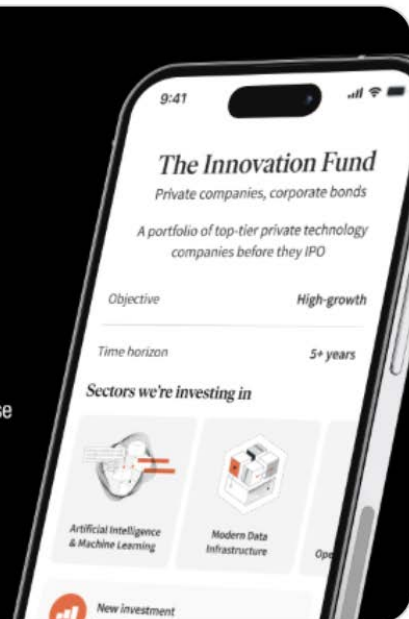 9:41
The Innovation Fund
Private companies, corporate bonds
A portfolio of top-tier private technology
companies before they IPO
Objective High-growth
Time horizon 5+ years
Sectors we're investing in
se
Artificial Intelligence
& Machine Learning
Modern Data
Infrastructure
Ope
New investment